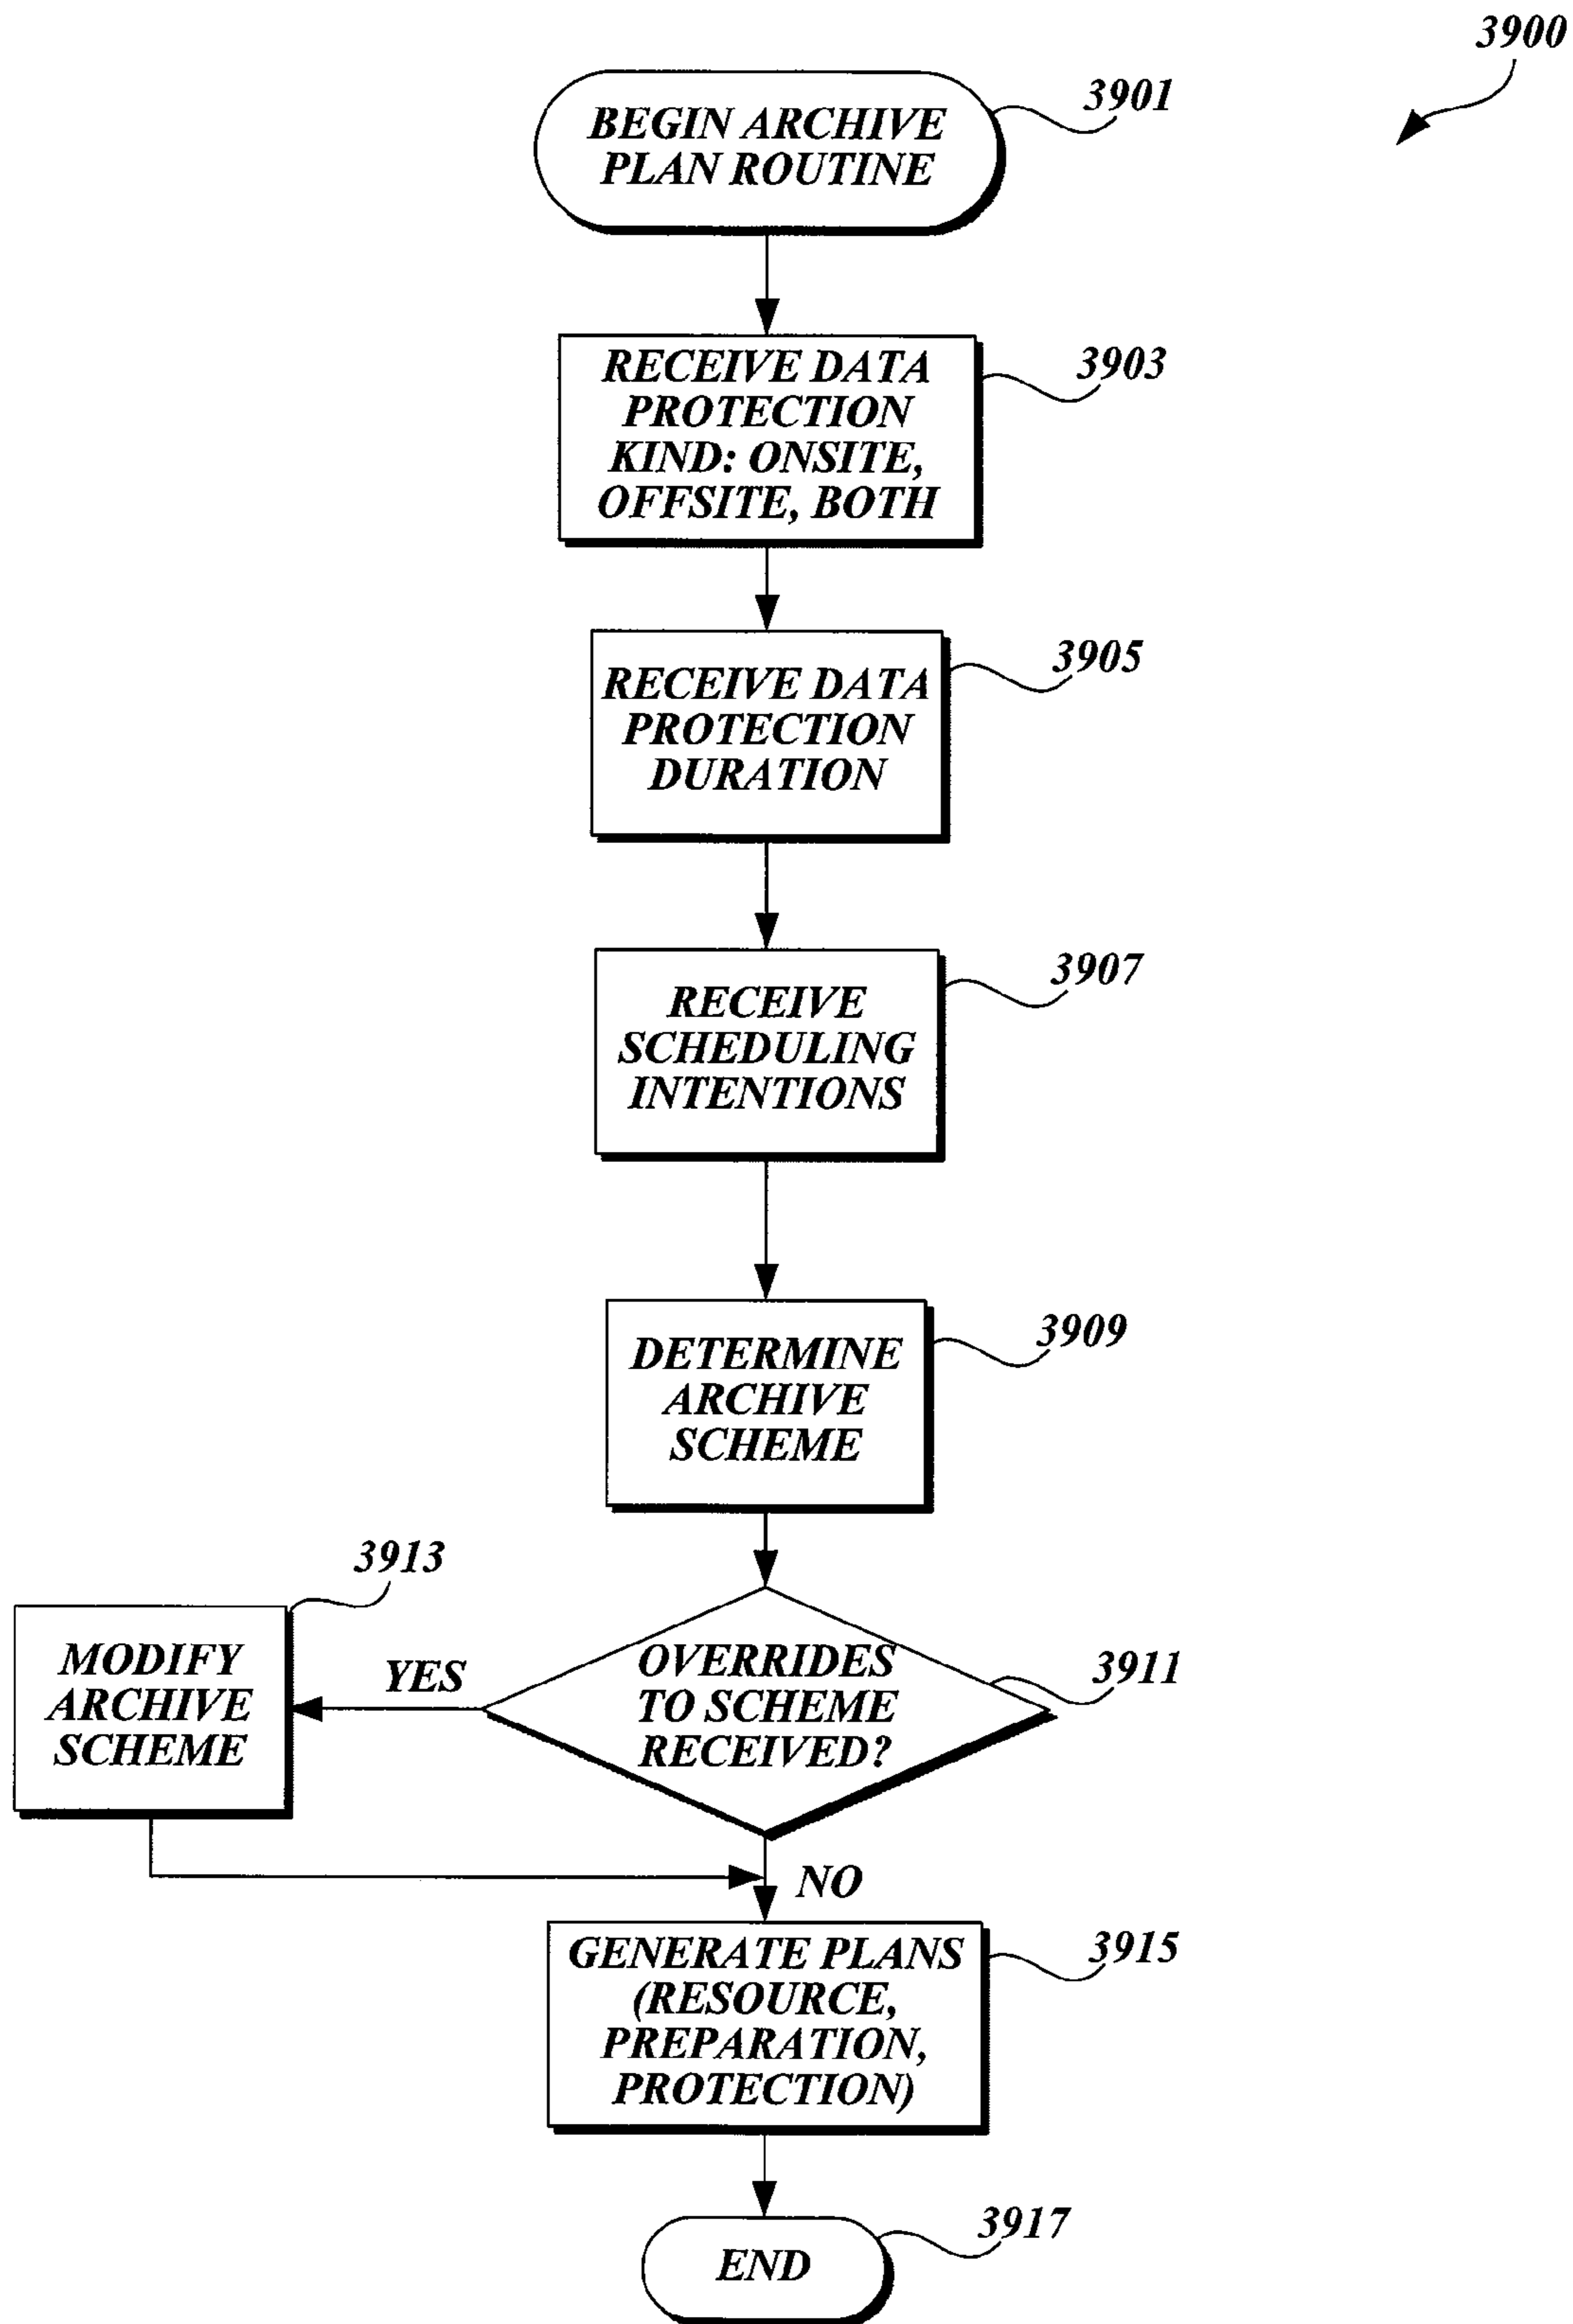 3900
BEGIN ARCHIVE
PLAN ROUTINE
3901
RECEIVE DATA
PROTECTION
KIND: ONSITE,
OFFSITE, BOTH
3903
RECEIVE DATA
PROTECTION
DURATION
3905
RECEIVE
SCHEDULING
INTENTIONS
3907
DETERMINE
ARCHIVE
SCHEME
3909
OVERRIDES
TO SCHEME
RECEIVED?
3911
YES
3913
MODIFY
ARCHIVE
SCHEME
NO
GENERATE PLANS
(RESOURCE,
PREPARATION,
PROTECTION)
3915
END
3917